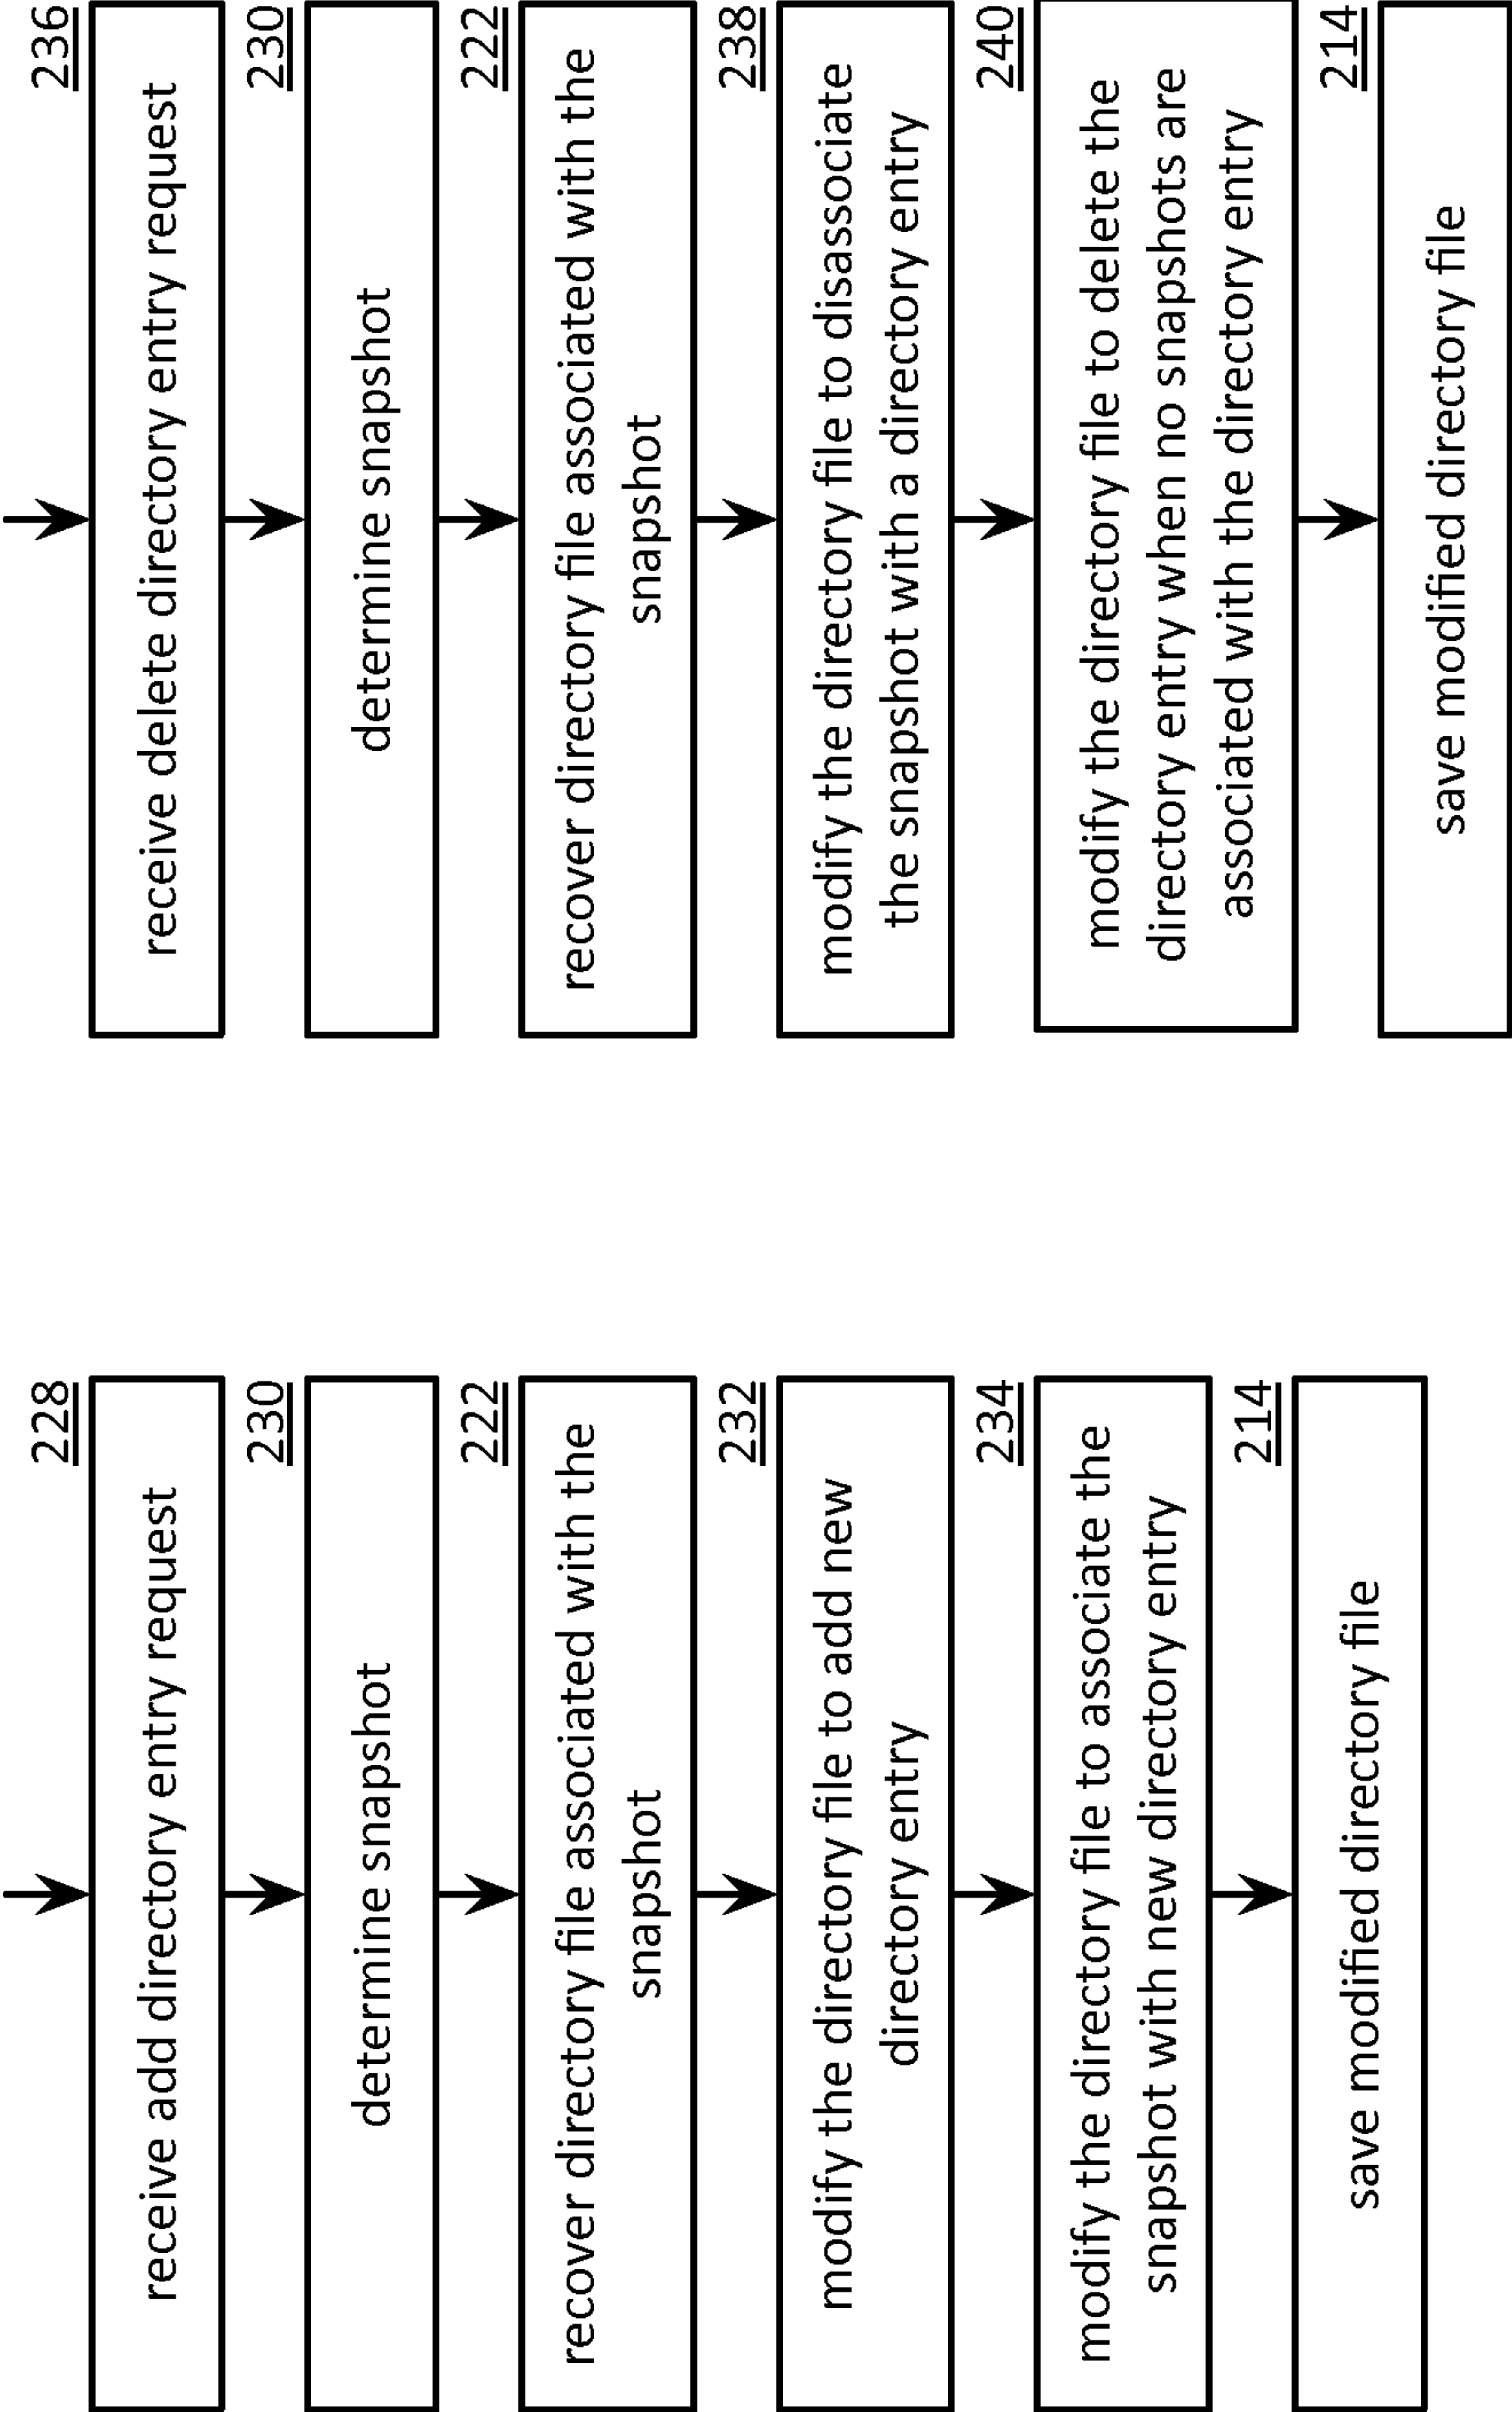 228
receive add directory entry request
230
determine snapshot
222
recover directory file associated with the
snapshot
232
modify the directory file to add new
directory entry
234
modify the directory file to associate the
snapshot with new directory entry
214
save modified directory file
236
receive delete directory entry request
230
determine snapshot
222
recover directory file associated with the
snapshot
238
modify the directory file to disassociate
the snapshot with a directory entry
240
modify the directory file to delete the
directory entry when no snapshots are
associated with the directory entry
214
save modified directory file